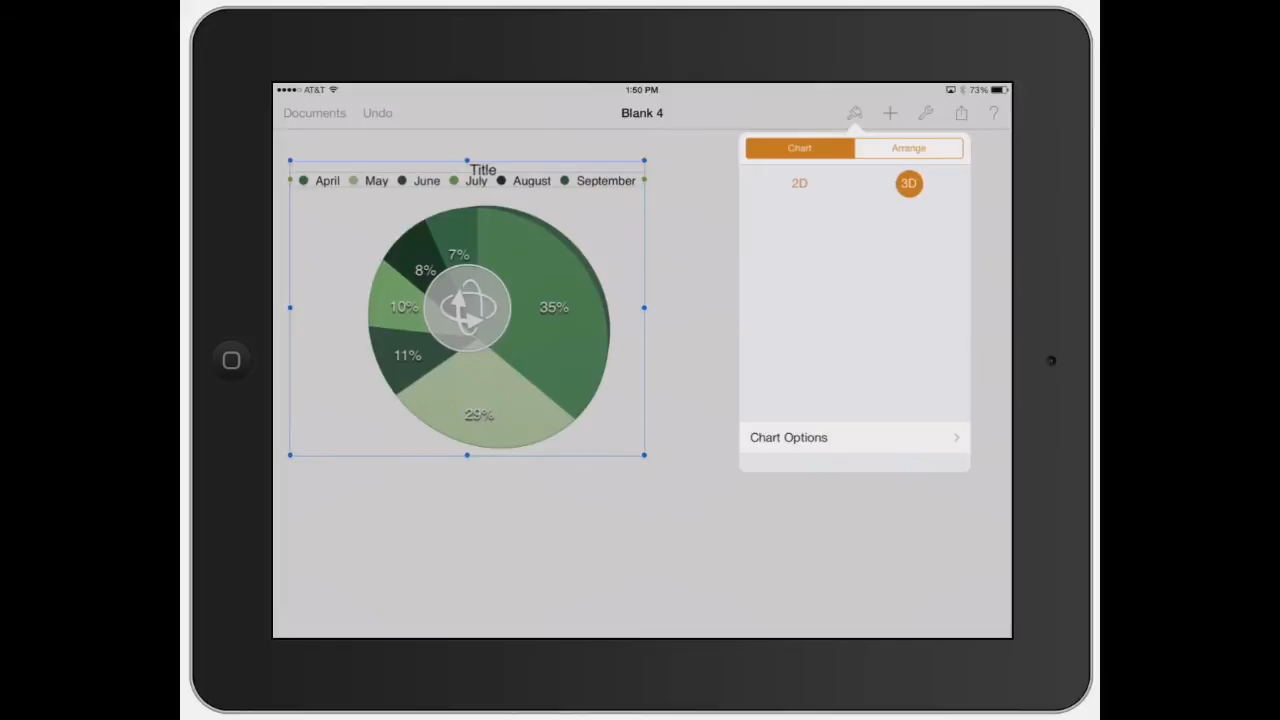 AT&T 1:50 PM 73%
Documents Undo Blank 4 ?
Chart Arrange
2D 3D
Title
April May June July August September
7%
8%
10%
35%
11%
29%
Chart Options